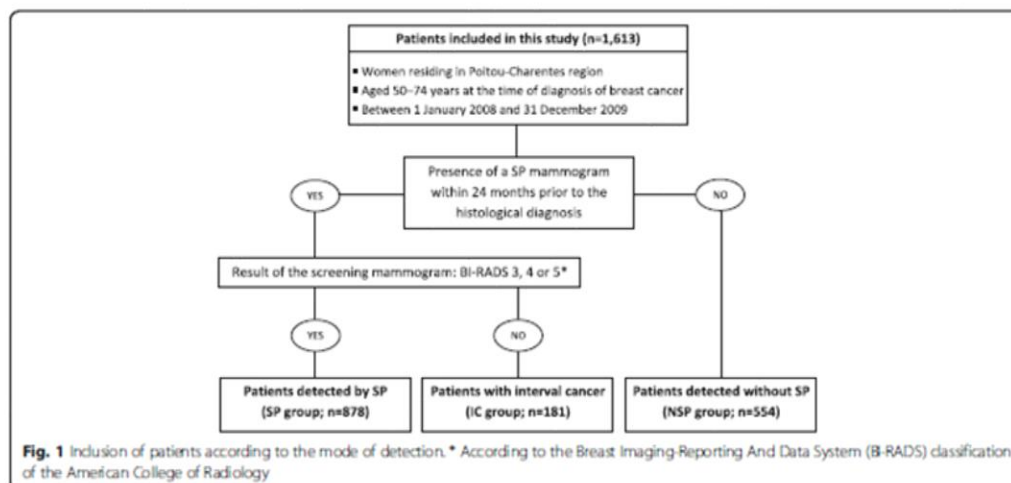 Patients included in this study (n=1,613)
▪ Women residing in Poitou-Charentes region
▪ Aged 50–74 years at the time of diagnosis of breast cancer
▪ Between 1 January 2008 and 31 December 2009
Presence of a SP mammogram
within 24 months prior to the
histological diagnosis
YES
NO
Result of the screening mammogram: BI-RADS 3, 4 or 5*
YES
NO
Patients detected by SP
(SP group; n=878)
Patients with interval cancer
(IC group; n=181)
Patients detected without SP
(NSP group; n=554)
Fig. 1 Inclusion of patients according to the mode of detection. * According to the Breast Imaging-Reporting And Data System (BI-RADS) classification
of the American College of Radiology